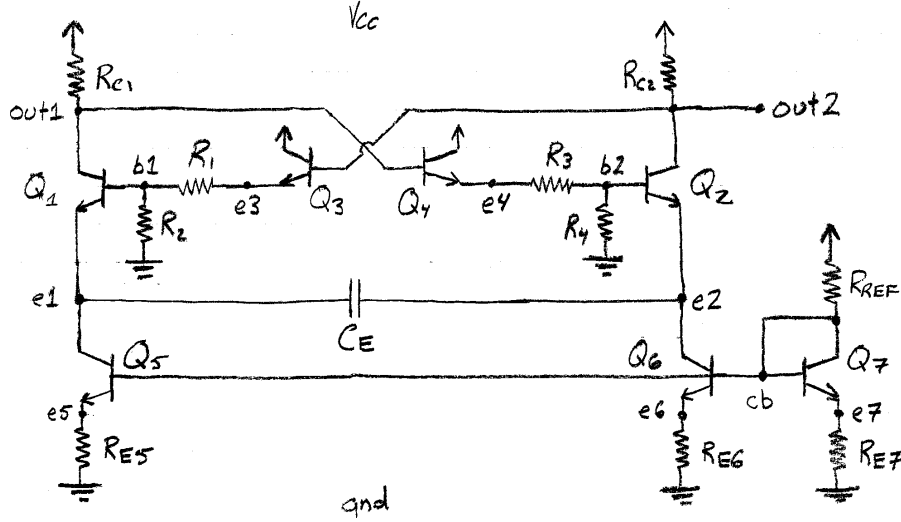 Vcc
RC1
RC2
out1
out2
b1
R1
R3
b2
Q1
Q3
Q4
Q2
e3
e4
R2
R4
RREF
e1
e2
CE
Q5
Q6
Q7
cb
e5
e6
e7
RE5
RE6
RE7
gnd